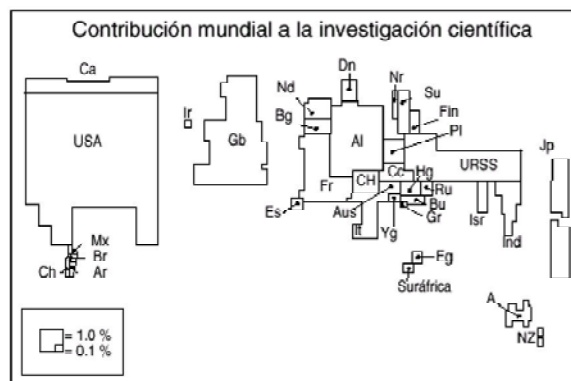 Contribución mundial a la investigación científica
Ca
USA
Mx
Br
Ch
Ar
Ir
Gb
Nd
Bg
Dn
Al
Fr
CH
Es
It
Nr
Su
Fin
Pl
URSS
Cc
Hg
Ru
Aus
Bu
Yg
Gr
Isr
Ind
Jp
Eg
Suráfrica
A
NZ
= 1.0 %
= 0.1 %